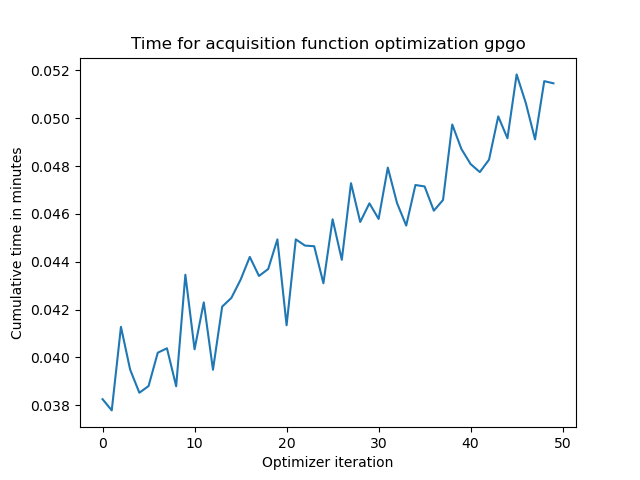 Time for acquisition function optimization gpgo
Cumulative time in minutes
0.052
0.050
0.048
0.046
0.044
0.042
0.040
0.038
0 10 20 30 40 50
Optimizer iteration